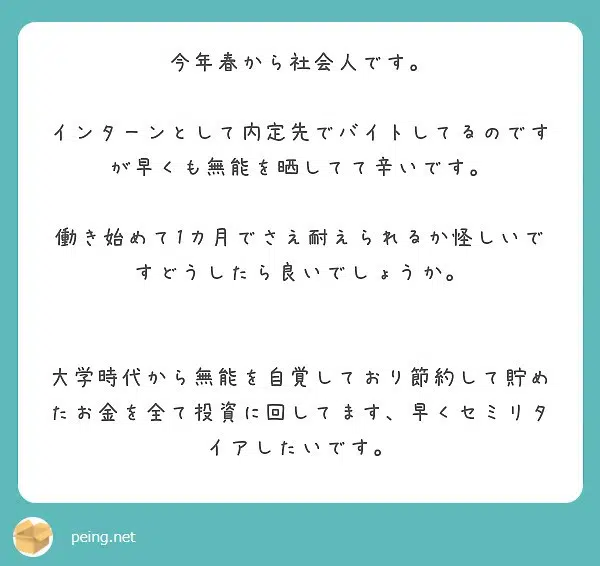 今年春から社会人です。
インターンとして内定先でバイトしてるのです
が早くも無能を晒してて辛いです。
働き始めて1カ月でさえ耐えられるか怪しいで
すどうしたら良いでしょうか。
大学時代から無能を自覚しており節約して貯め
たお金を全て投資に回してます、早くセミリタ
イアしたいです。
peing.net